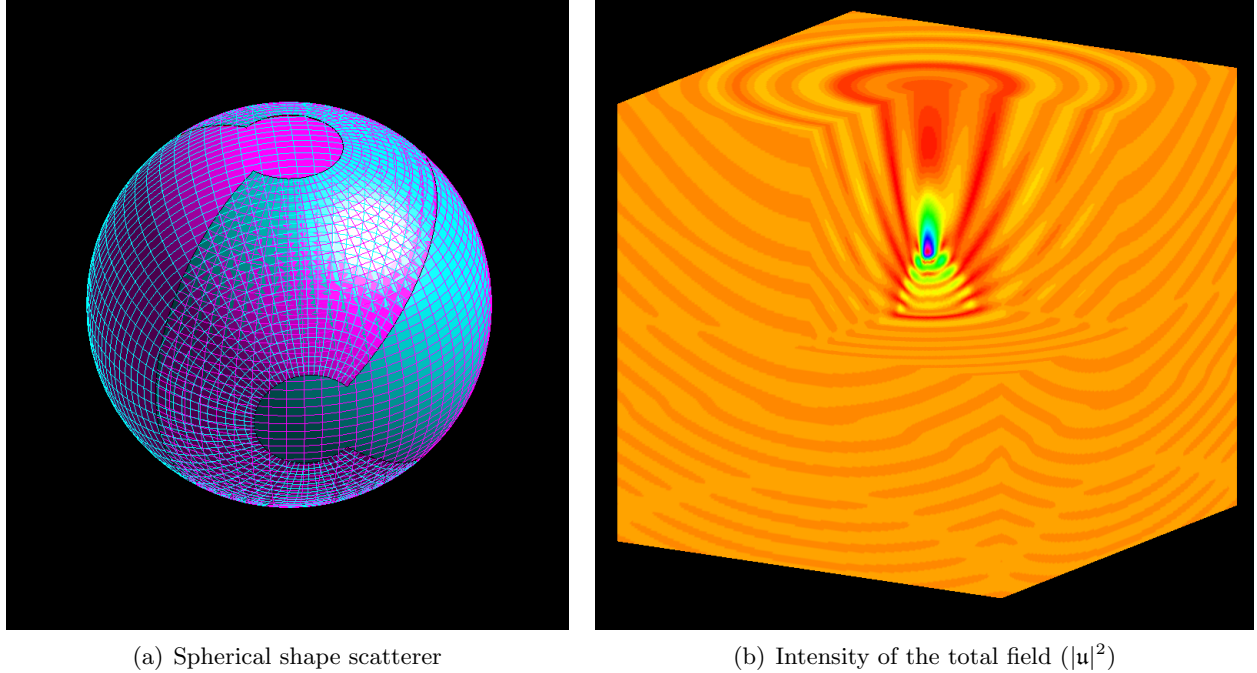 (a) Spherical shape scatterer
(b) Intensity of the total field (|𝔲|²)